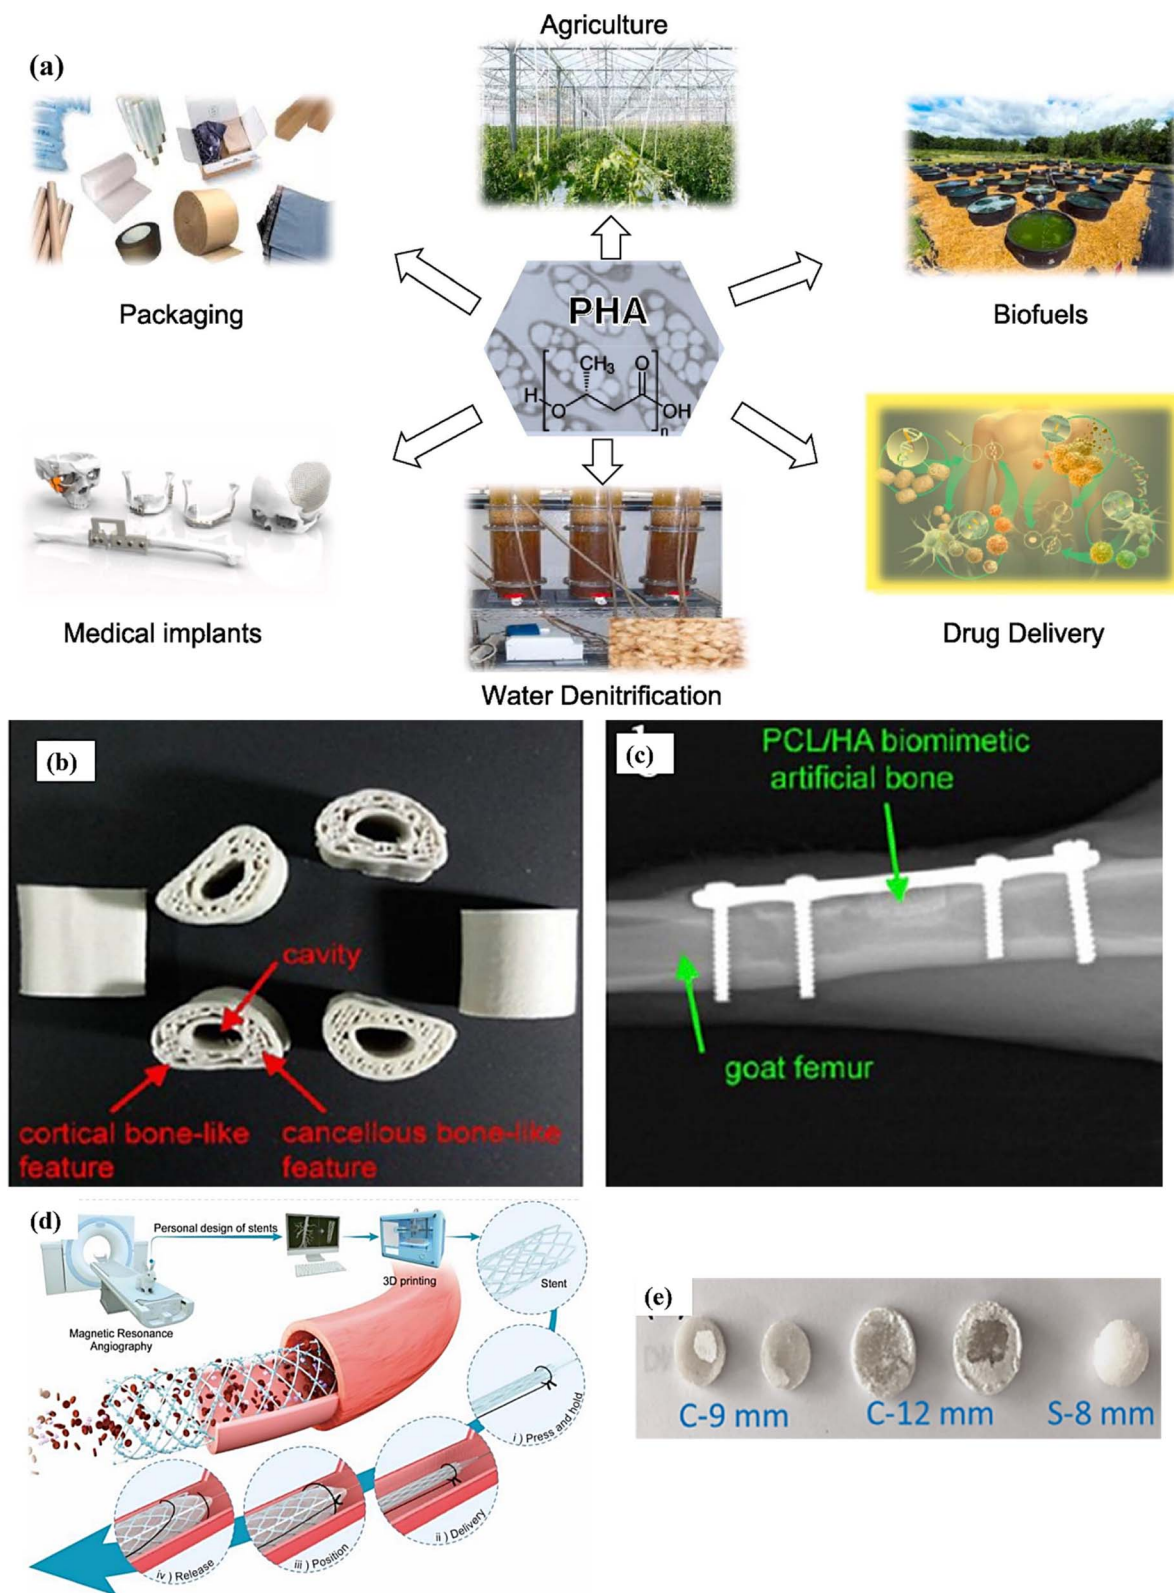 Agriculture
(a)
Packaging
Biofuels
PHA
CH₃
O
H
O
OH
n
Medical implants
Drug Delivery
Water Denitrification
(b)
cavity
cortical bone-like
feature
cancellous bone-like
feature
(c)
PCL/HA biomimetic
artificial bone
goat femur
(d)
Personal design of stents
3D printing
Stent
Magnetic Resonance
Angiography
i ) Press and hold
ii ) Delivery
iii ) Position
iv ) Release
(e)
C-9 mm
C-12 mm
S-8 mm